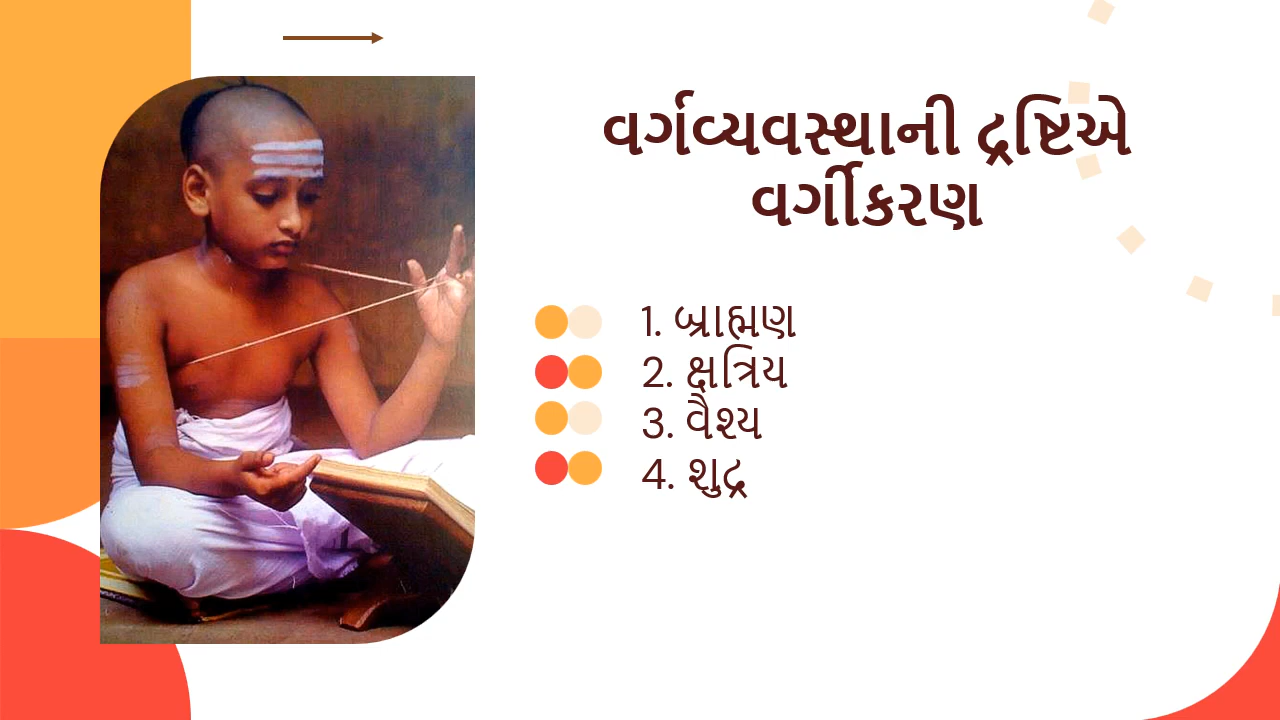 વર્ગવ્યવસ્થાની દ્રષ્ટિએ
વર્ગીકરણ
1. બ્રાહ્મણ
2. ક્ષત્રિય
3. વૈશ્ય
4. શુદ્ર